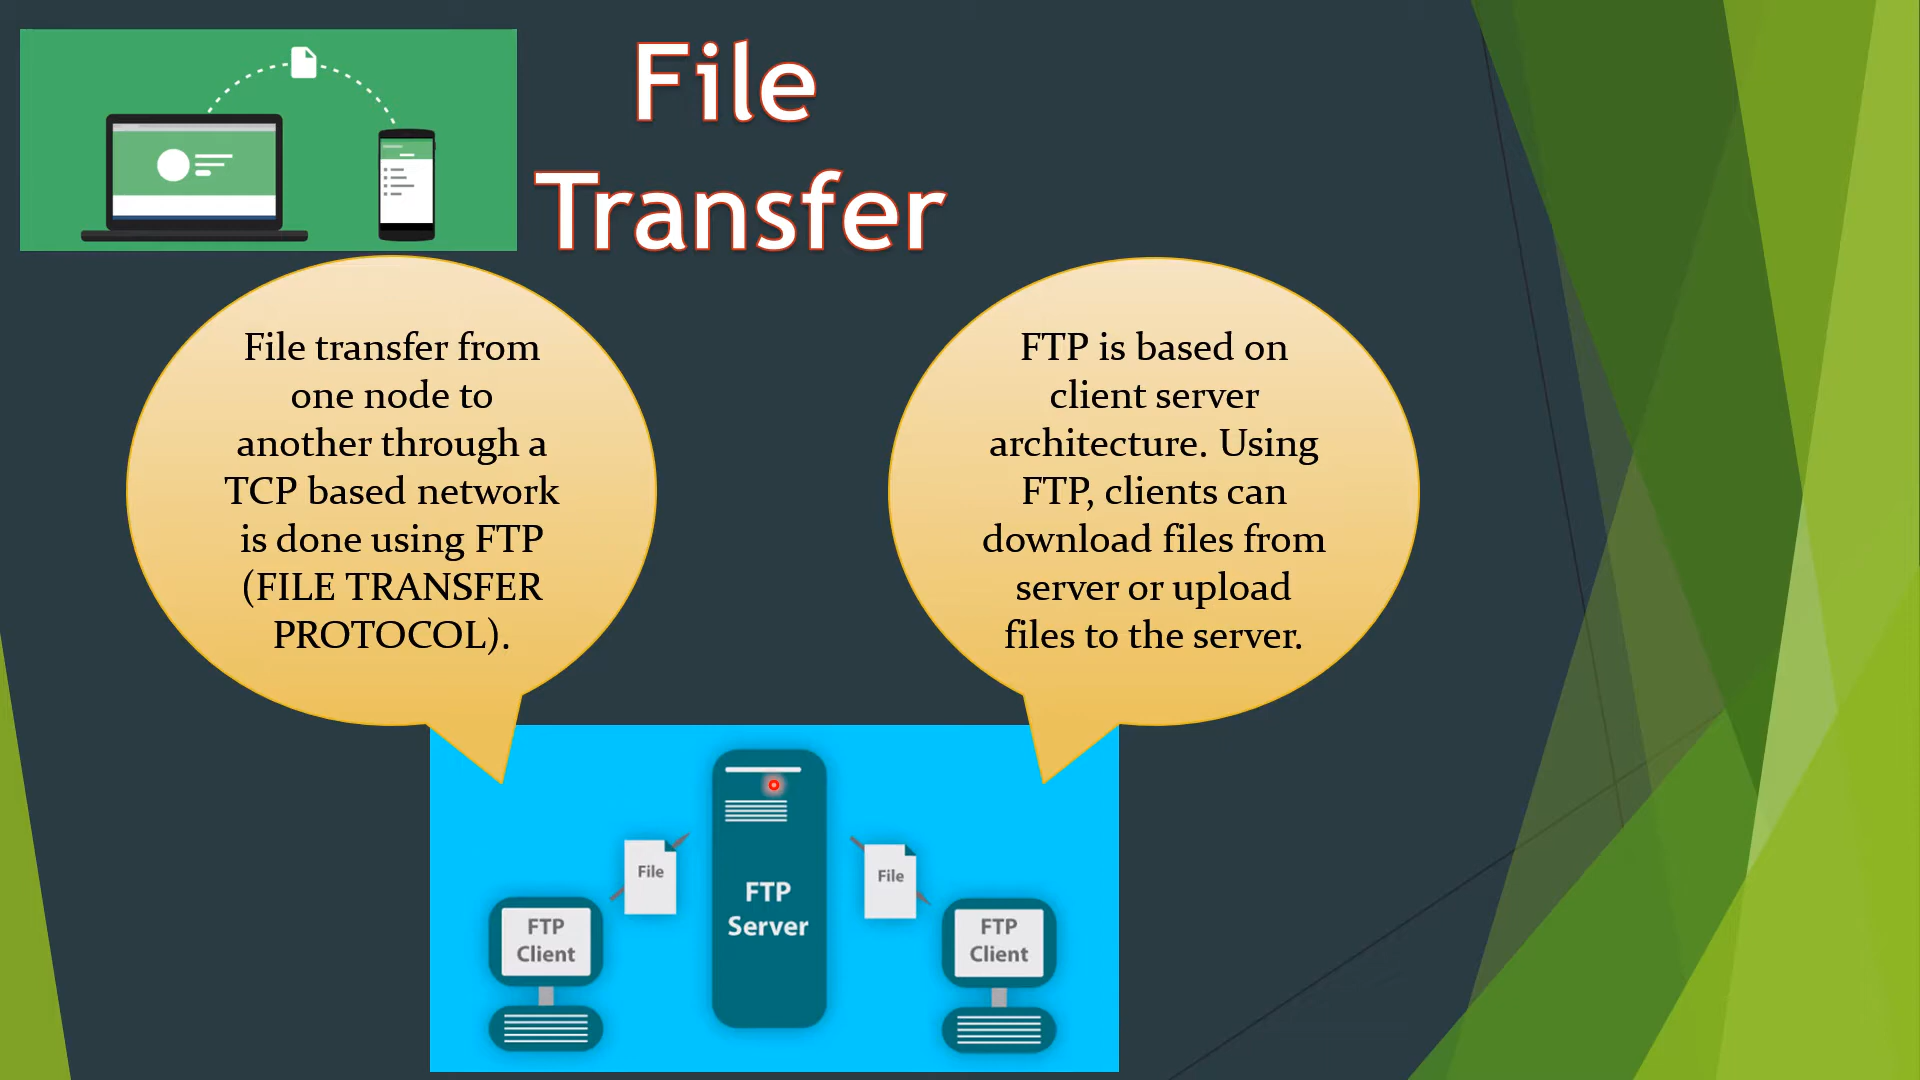 File
Transfer
File transfer from
one node to
another through a
TCP based network
is done using FTP
(FILE TRANSFER
PROTOCOL).
FTP is based on
client server
architecture. Using
FTP, clients can
download files from
server or upload
files to the server.
File
File
FTP
Server
FTP
Client
FTP
Client